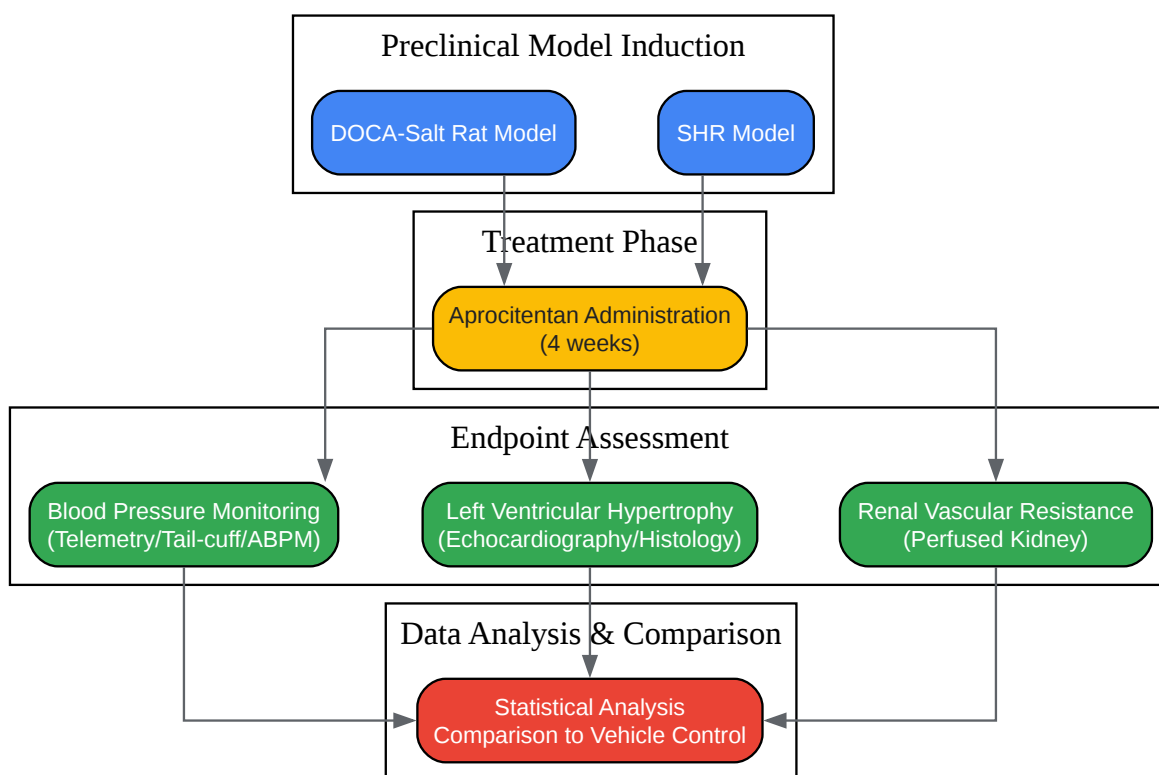 Preclinical Model Induction
DOCA-Salt Rat Model
SHR Model
Treatment Phase
Aprocitentan Administration
(4 weeks)
Endpoint Assessment
Blood Pressure Monitoring
(Telemetry/Tail-cuff/ABPM)
Left Ventricular Hypertrophy
(Echocardiography/Histology)
Renal Vascular Resistance
(Perfused Kidney)
Data Analysis & Comparison
Statistical Analysis
Comparison to Vehicle Control